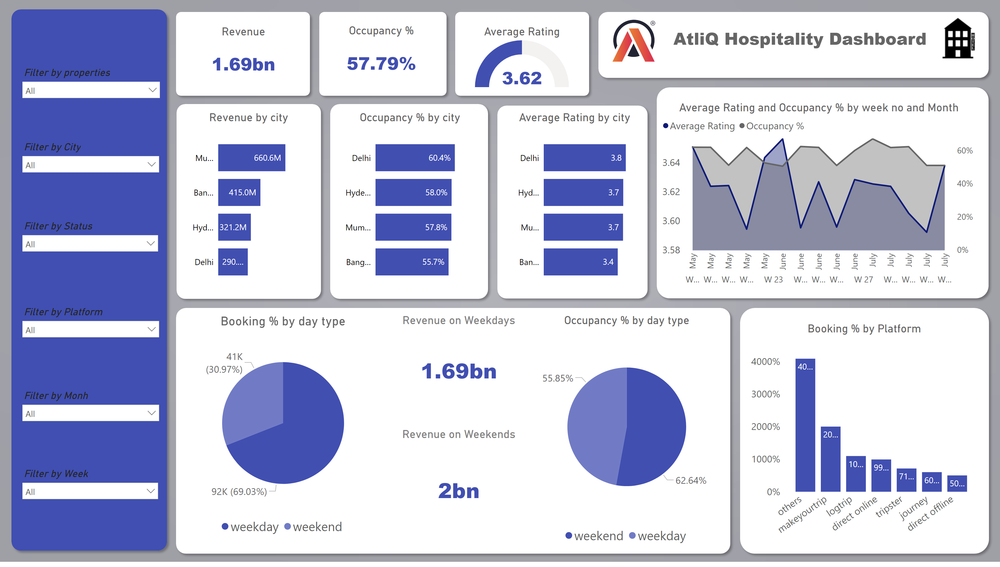 Filter by properties
All
Filter by City
All
Filter by Status
All
Filter by Platform
All
Filter by Monh
All
Filter by Week
All
Revenue
1.69bn
Occupancy %
57.79%
Average Rating
3.62
®
AtliQ Hospitality Dashboard
HOTEL
Revenue by city
Mu... 660.6M
Ban... 415.0M
Hyd... 321.2M
Delhi 290....
Occupancy % by city
Delhi 60.4%
Hyde... 58.0%
Mum... 57.8%
Bang... 55.7%
Average Rating by city
Delhi 3.8
Hyd... 3.7
Mu... 3.7
Ban... 3.4
Average Rating and Occupancy % by week no and Month
Average Rating Occupancy %
3.64
3.62
3.60
3.58
60%
40%
20%
0%
May May May May May June June June June June July July July July July
W... W... W... W... W 23 W... W... W... W 27 W... W... W... W...
Booking % by day type
41K
(30.97%)
92K (69.03%)
weekday weekend
Revenue on Weekdays
1.69bn
Revenue on Weekends
2bn
Occupancy % by day type
55.85%
62.64%
weekend weekday
Booking % by Platform
4000%
3000%
2000%
1000%
0%
40... 20... 10... 99... 71... 60... 50...
others makeyourtrip logtrip direct online tripster journey direct offline